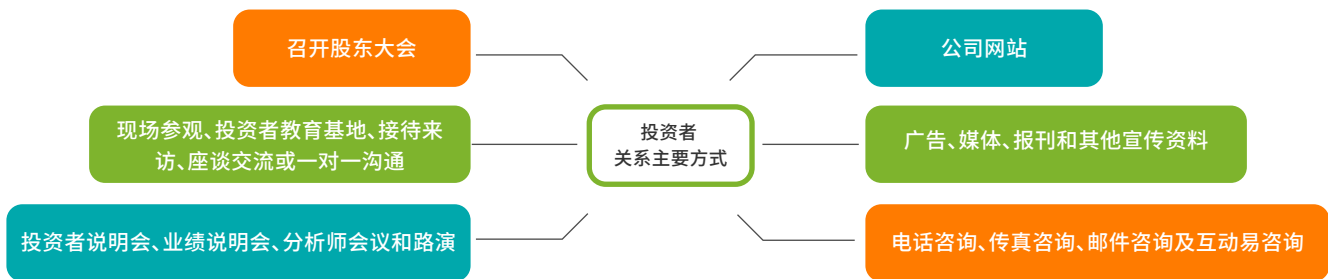 召开股东大会
公司网站
现场参观、投资者教育基地、接待来
访、座谈交流或一对一沟通
投资者
关系主要方式
广告、媒体、报刊和其他宣传资料
投资者说明会、业绩说明会、分析师会议和路演
电话咨询、传真咨询、邮件咨询及互动易咨询